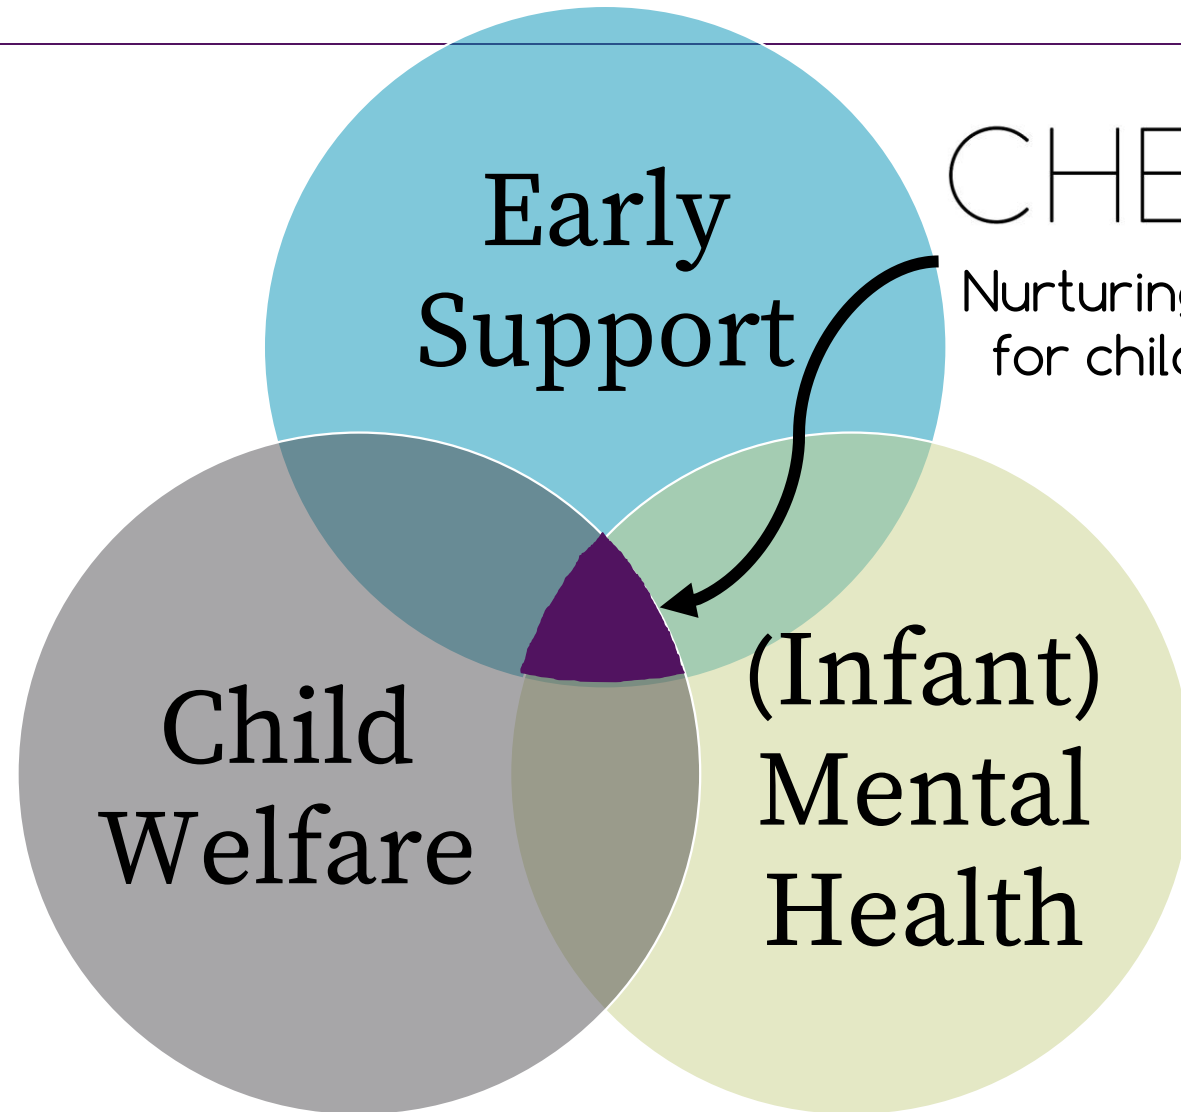 Early
Support
CHE
Nurturing
for chil
Child
Welfare
(Infant)
Mental
Health